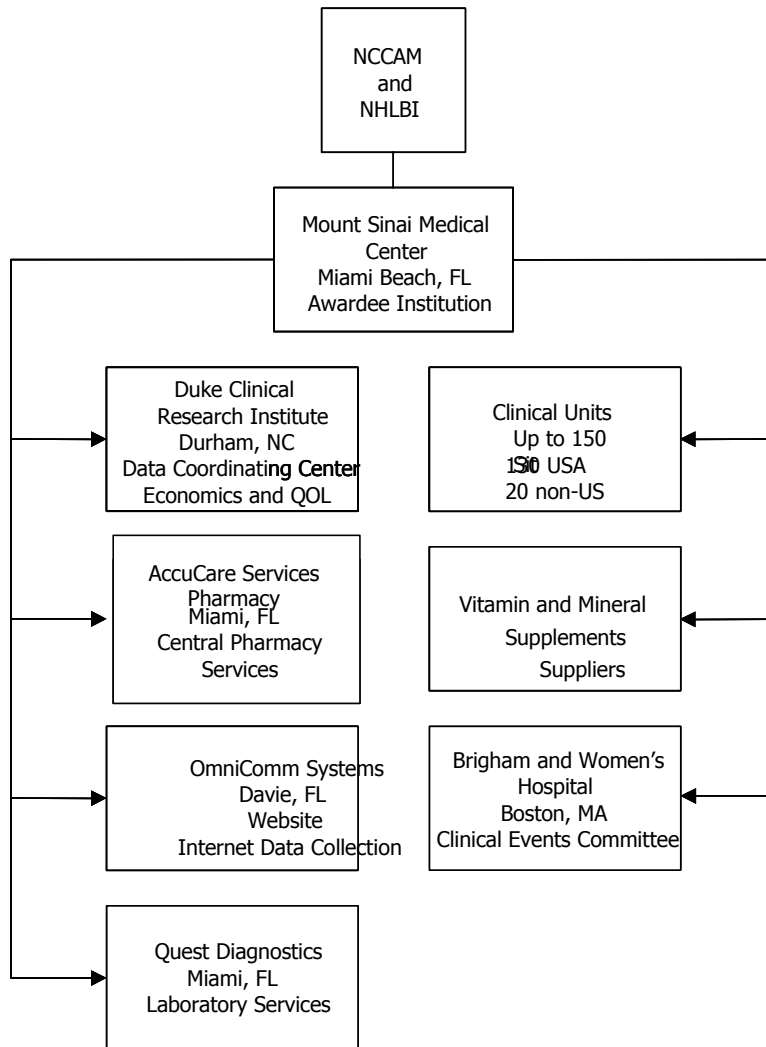 NCCAM
and
NHLBI
Mount Sinai Medical
Center
Miami Beach, FL
Awardee Institution
Duke Clinical
Research Institute
Durham, NC
Data Coordinating Center
Economics and QOL
Clinical Units
Up to 150
USA
20 non-US
AccuCare Services
Pharmacy
Miami, FL
Central Pharmacy
Services
Vitamin and Mineral
Supplements
Suppliers
OmniComm Systems
Davie, FL
Website
Internet Data Collection
Brigham and Women’s
Hospital
Boston, MA
Clinical Events Committee
Quest Diagnostics
Miami, FL
Laboratory Services